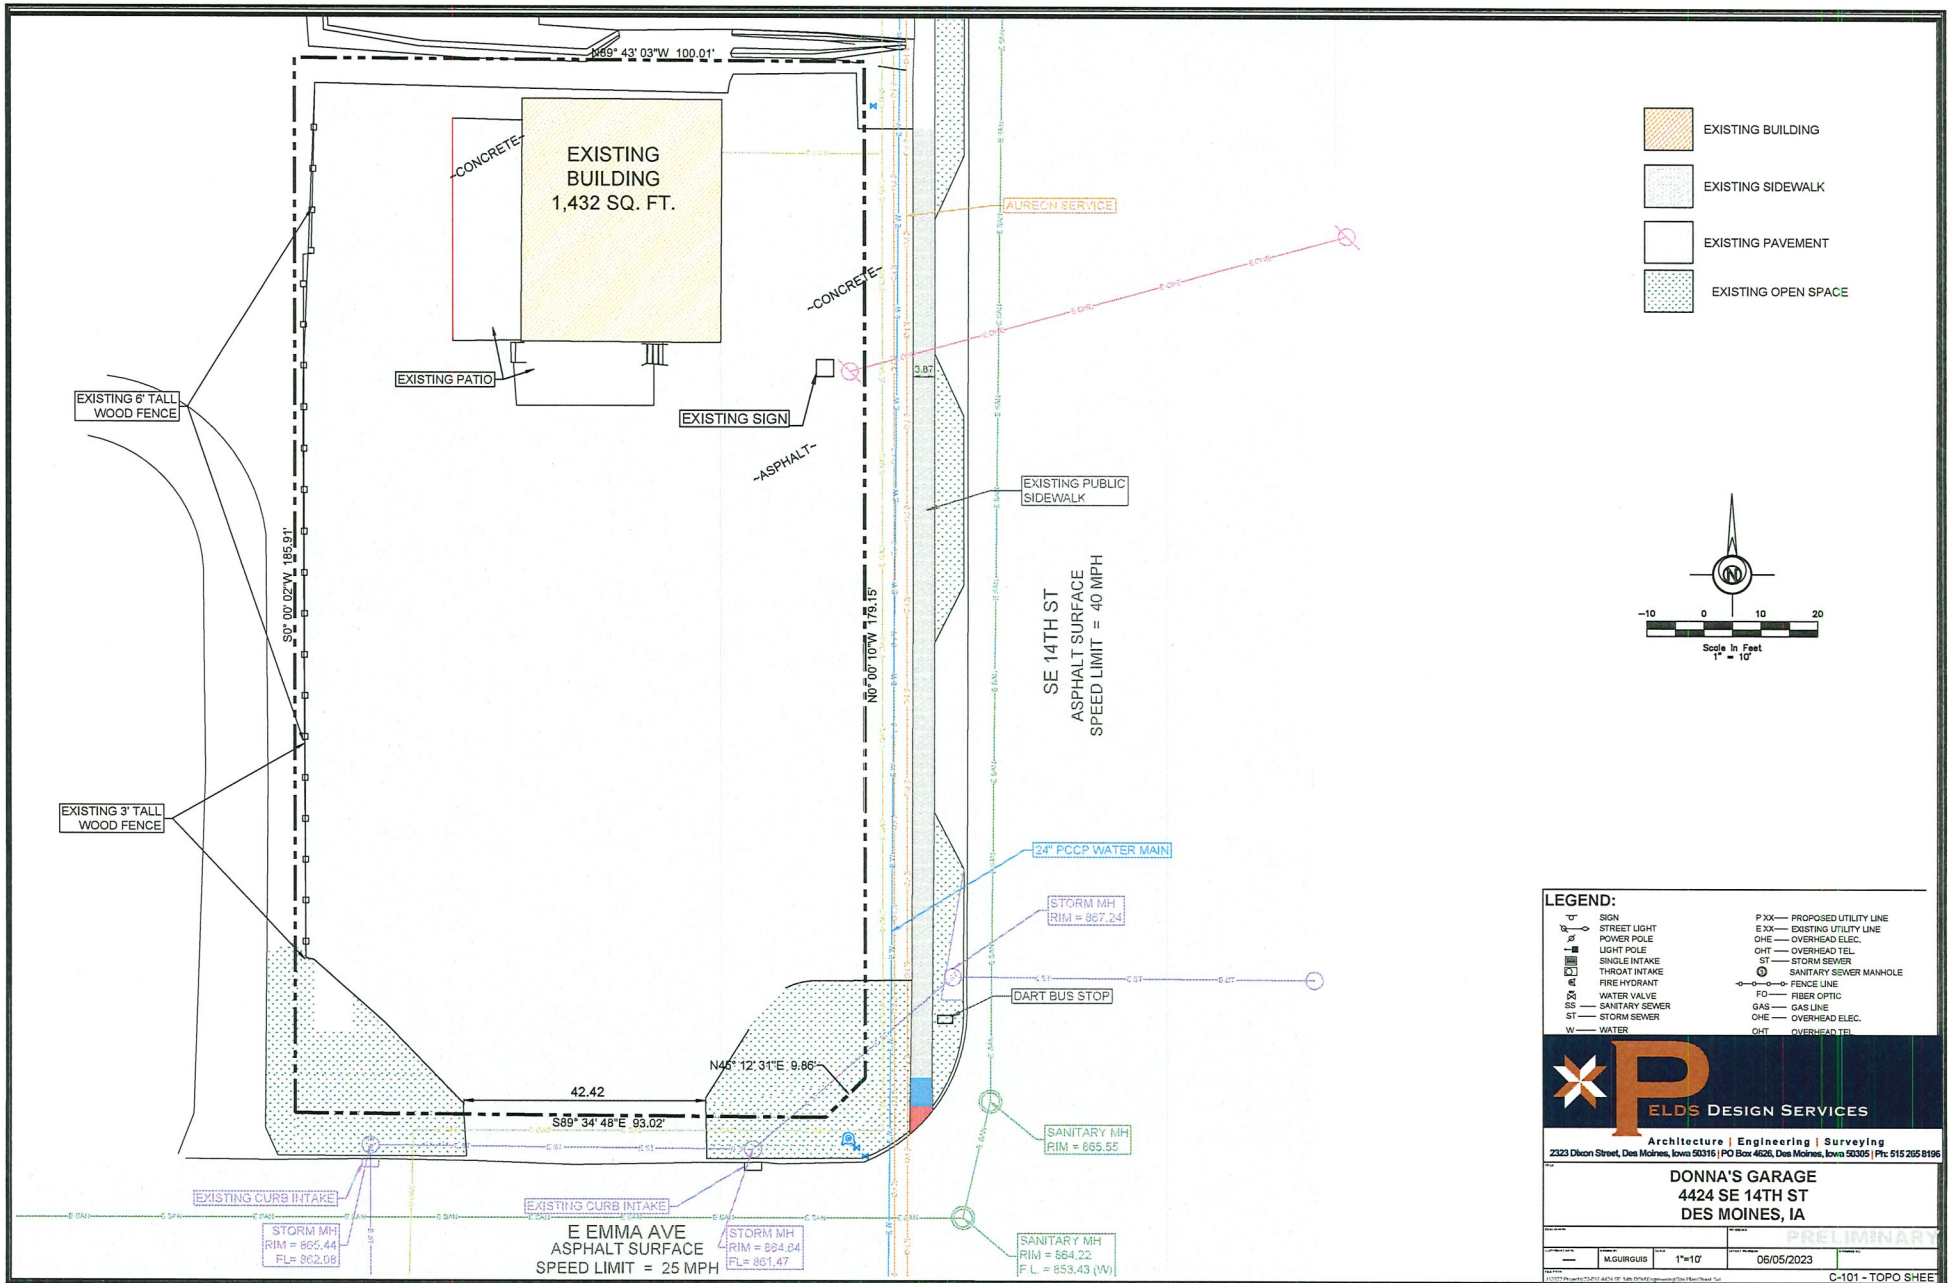 N89° 43' 03"W 100.01'
~CONCRETE~
EXISTING
BUILDING
1,432 SQ. FT.
AUREON SERVICE
~CONCRETE~
EXISTING PATIO
3.87
EXISTING SIGN
EXISTING 6' TALL
WOOD FENCE
~ASPHALT~
EXISTING PUBLIC
SIDEWALK
S0° 00' 02"W 185.91'
N0° 00' 10"W 179.15'
SE 14TH ST
ASPHALT SURFACE
SPEED LIMIT = 40 MPH
EXISTING 3' TALL
WOOD FENCE
24" PCCP WATER MAIN
STORM MH
RIM = 867.24
DART BUS STOP
N45° 12' 31"E 9.86'
42.42
S89° 34' 48"E 93.02'
SANITARY MH
RIM = 865.55
EXISTING CURB INTAKE
EXISTING CURB INTAKE
STORM MH
RIM = 865.44
FL= 862.08
E EMMA AVE
ASPHALT SURFACE
SPEED LIMIT = 25 MPH
STORM MH
RIM = 864.64
FL= 861.47
SANITARY MH
RIM = 864.22
F.L. = 853.43 (W)
E OHE
E OHE
E OHE
E ST
E ST
E ST
E SAN
EXISTING BUILDING
EXISTING SIDEWALK
EXISTING PAVEMENT
EXISTING OPEN SPACE
N
-10 0 10 20
Scale In Feet
1" = 10'
LEGEND:
SIGN
STREET LIGHT
POWER POLE
LIGHT POLE
SINGLE INTAKE
THROAT INTAKE
FIRE HYDRANT
WATER VALVE
SS SANITARY SEWER
ST STORM SEWER
W WATER
P XX PROPOSED UTILITY LINE
E XX EXISTING UTILITY LINE
OHE OVERHEAD ELEC.
OHT OVERHEAD TEL.
ST STORM SEWER
SANITARY SEWER MANHOLE
FENCE LINE
FO FIBER OPTIC
GAS GAS LINE
OHE OVERHEAD ELEC.
OHT OVERHEAD TEL
PELDS DESIGN SERVICES
Architecture | Engineering | Surveying
2323 Dixon Street, Des Moines, Iowa 50316 | PO Box 4626, Des Moines, Iowa 50305 | Ph: 515 265 8196
DONNA'S GARAGE
4424 SE 14TH ST
DES MOINES, IA
PRELIMINARY
M.GUIRGUIS
1"=10'
06/05/2023
C-101 - TOPO SHEE